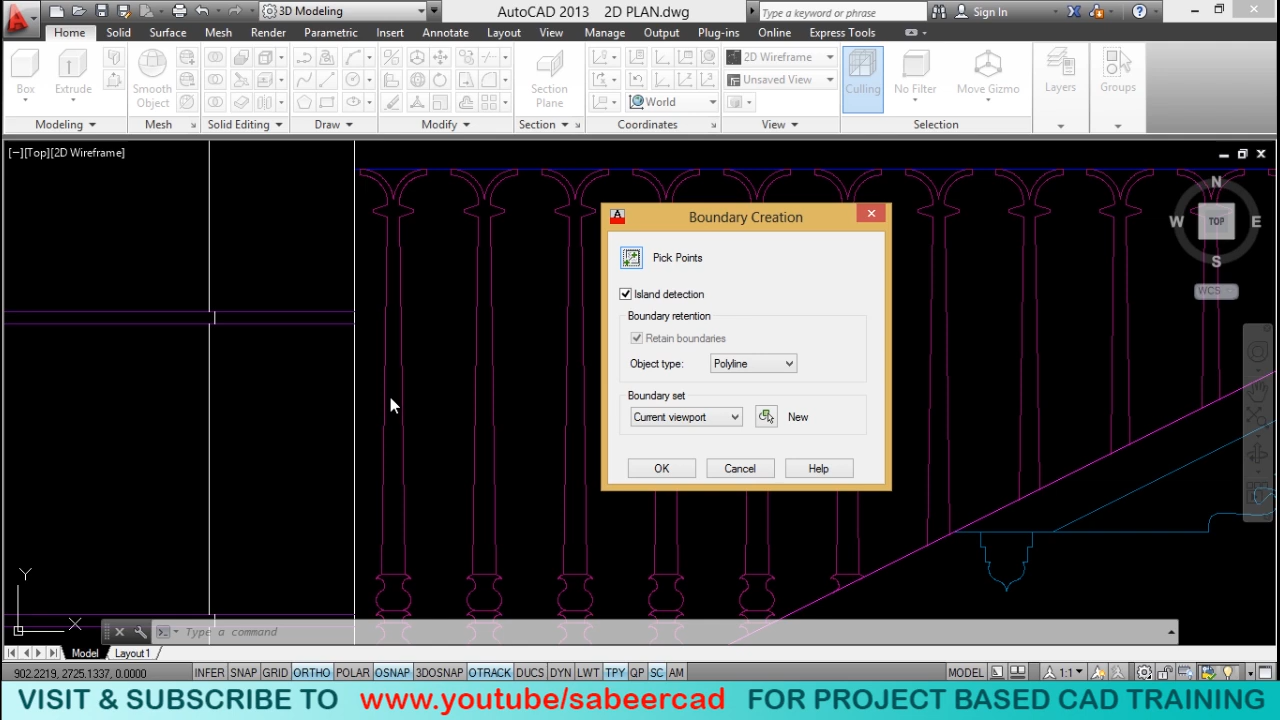 3D Modeling
AutoCAD 2013 2D PLAN.dwg
Type a keyword or phrase
Sign In
Home Solid Surface Mesh Render Parametric Insert Annotate Layout View Manage Output Plug-ins Online Express Tools
2D Wireframe
Unsaved View
World
Box Extrude Smooth Object Section Plane Culling No Filter Move Gizmo Layers Groups
Modeling Mesh Solid Editing Draw Modify Section Coordinates View Selection
[−][Top][2D Wireframe]
N
W TOP E
S
WCS
Boundary Creation
Pick Points
Island detection
Boundary retention
Retain boundaries
Object type: Polyline
Boundary set
Current viewport New
OK Cancel Help
Y
X
Type a command
Model Layout1
902.2219, 2725.1337, 0.0000 INFER SNAP GRID ORTHO POLAR OSNAP 3DOSNAP OTRACK DUCS DYN LWT TPY QP SC AM MODEL 1:1
VISIT & SUBSCRIBE TO www.youtube/sabeercad FOR PROJECT BASED CAD TRAINING